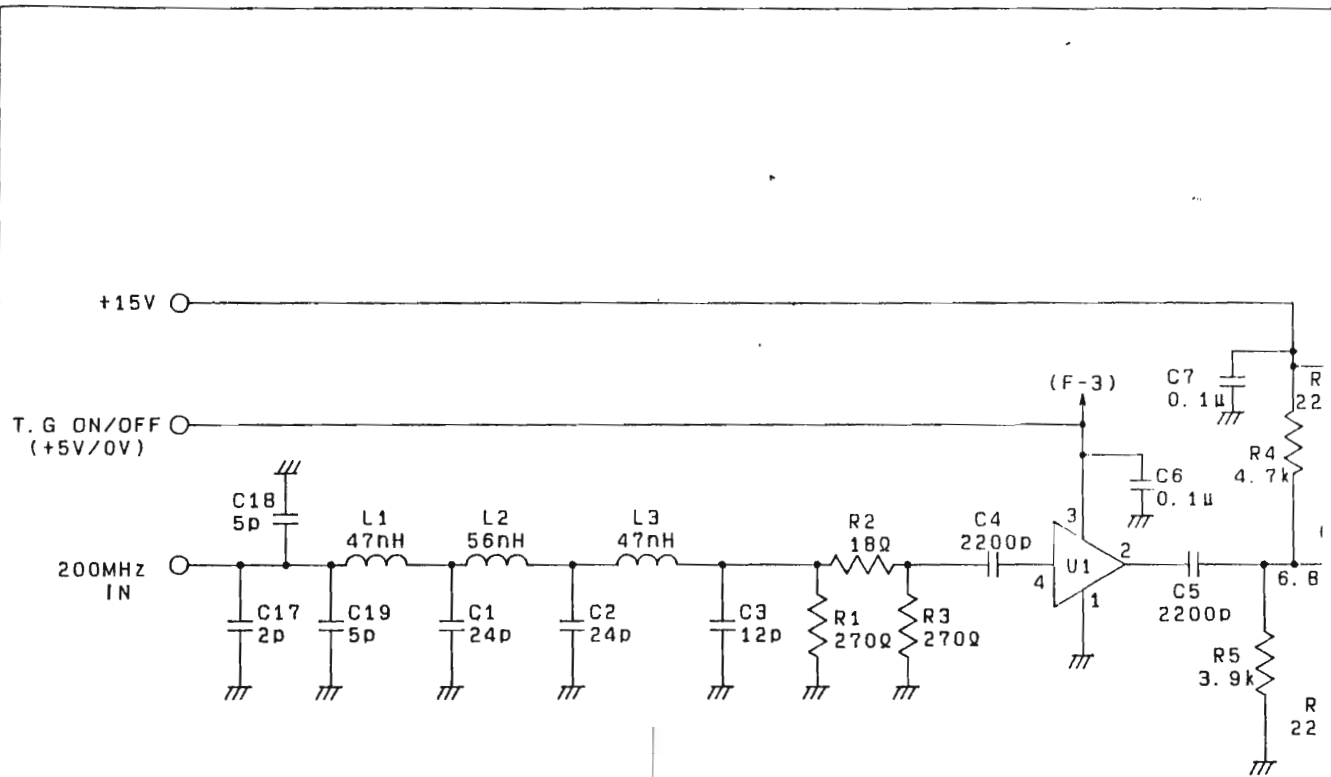 +15V
(F-3)
C7
0.1µ
R
22
T.G ON/OFF
(+5V/0V)
R4
4.7k
C6
0.1µ
C18
5p
L1
47nH
L2
56nH
L3
47nH
R2
18Ω
C4
2200p
3
2
U1
4
1
200MHz
IN
C5
2200p
6.8
C17
2p
C19
5p
C1
24p
C2
24p
C3
12p
R1
270Ω
R3
270Ω
R5
3.9k
R
22